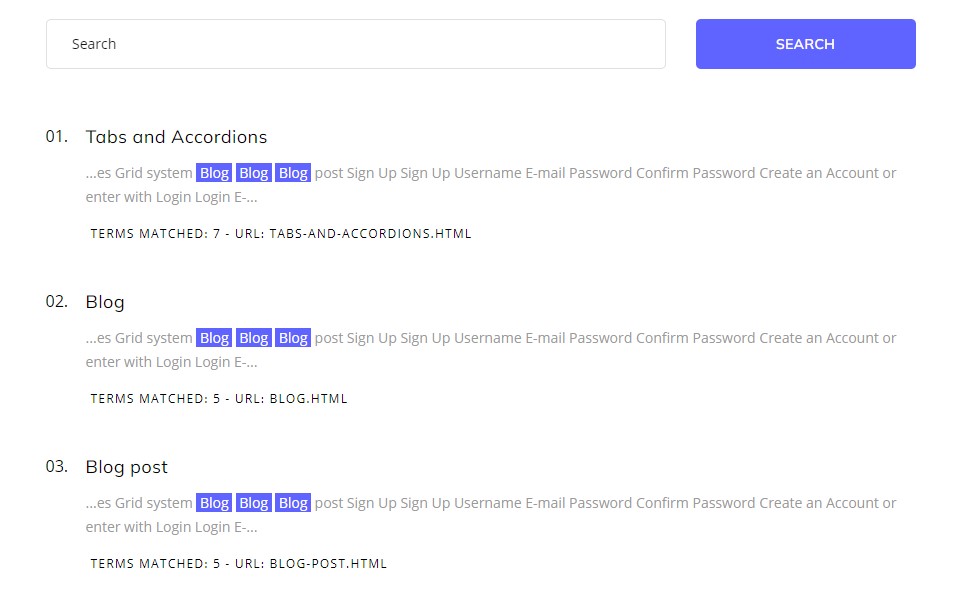 Search
SEARCH
01. Tabs and Accordions
...es Grid system Blog Blog Blog post Sign Up Sign Up Username E-mail Password Confirm Password Create an Account or
enter with Login Login E-...
TERMS MATCHED: 7 - URL: TABS-AND-ACCORDIONS.HTML
02. Blog
...es Grid system Blog Blog Blog post Sign Up Sign Up Username E-mail Password Confirm Password Create an Account or
enter with Login Login E-...
TERMS MATCHED: 5 - URL: BLOG.HTML
03. Blog post
...es Grid system Blog Blog Blog post Sign Up Sign Up Username E-mail Password Confirm Password Create an Account or
enter with Login Login E-...
TERMS MATCHED: 5 - URL: BLOG-POST.HTML